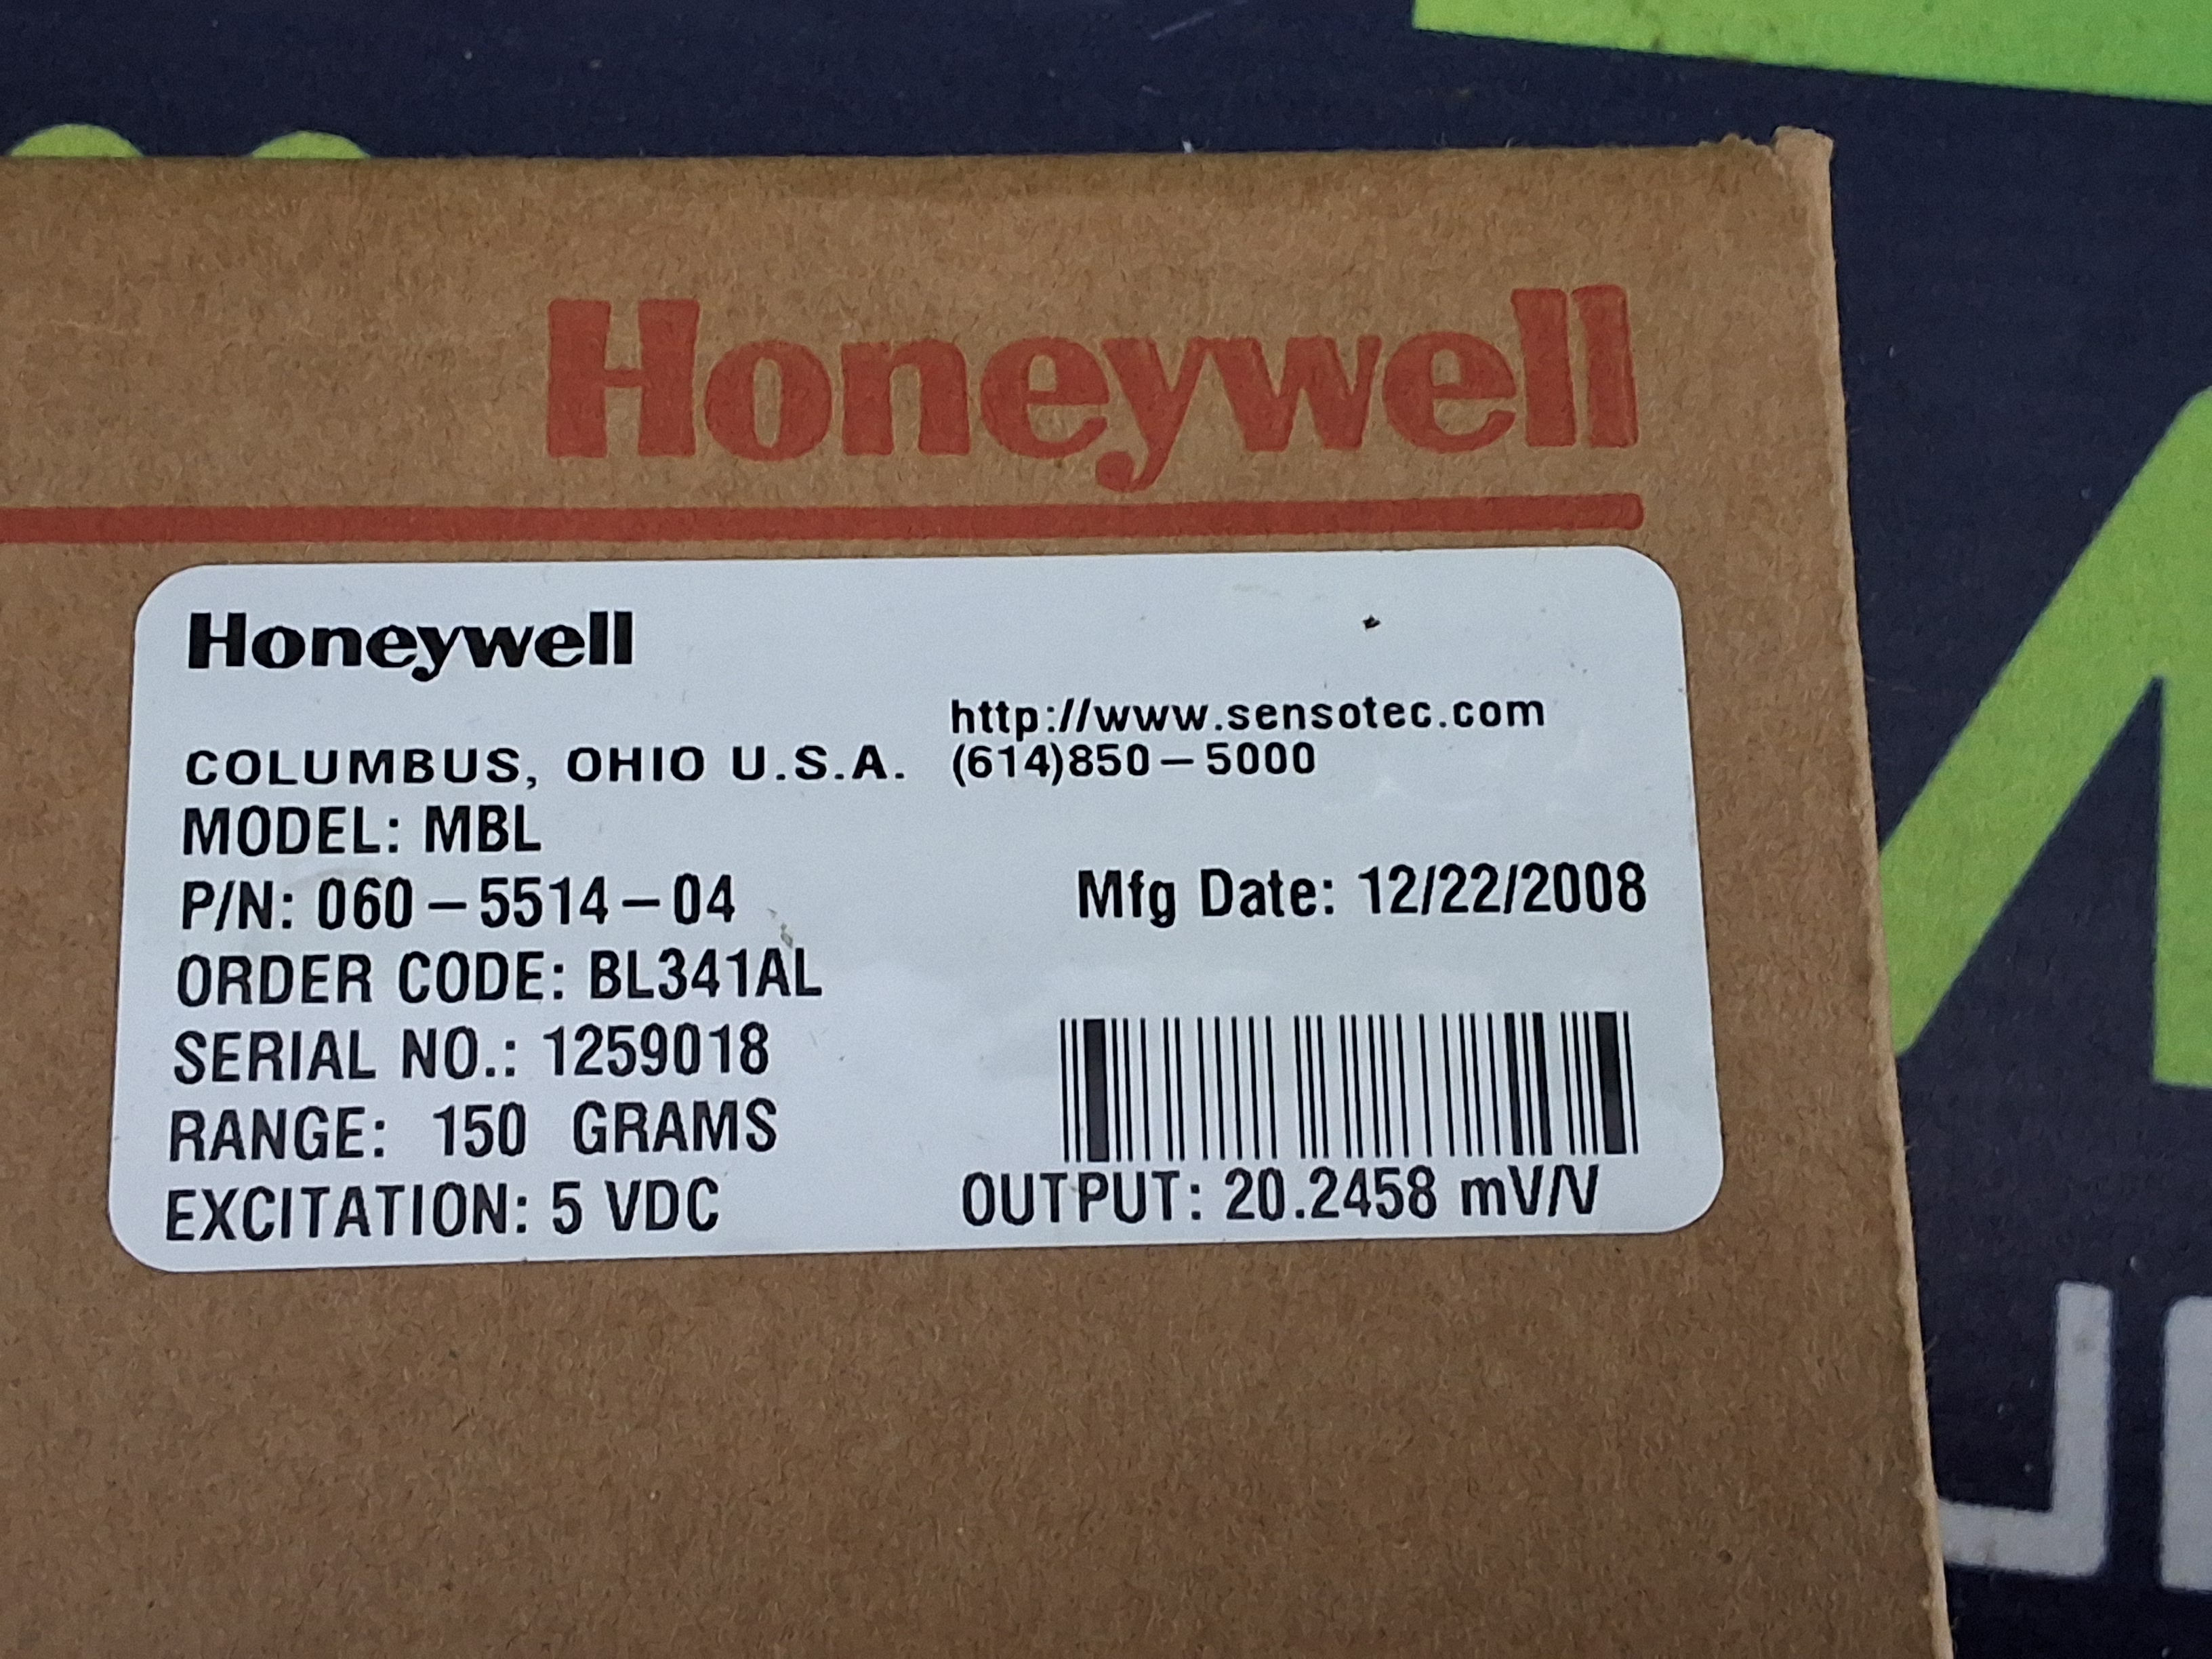 Honeywell
Honeywell
http://www.sensotec.com
COLUMBUS, OHIO U.S.A. (614)850-5000
MODEL: MBL
P/N: 060-5514-04
Mfg Date: 12/22/2008
ORDER CODE: BL341AL
SERIAL NO.: 1259018
RANGE: 150 GRAMS
EXCITATION: 5 VDC
OUTPUT: 20.2458 mV/V